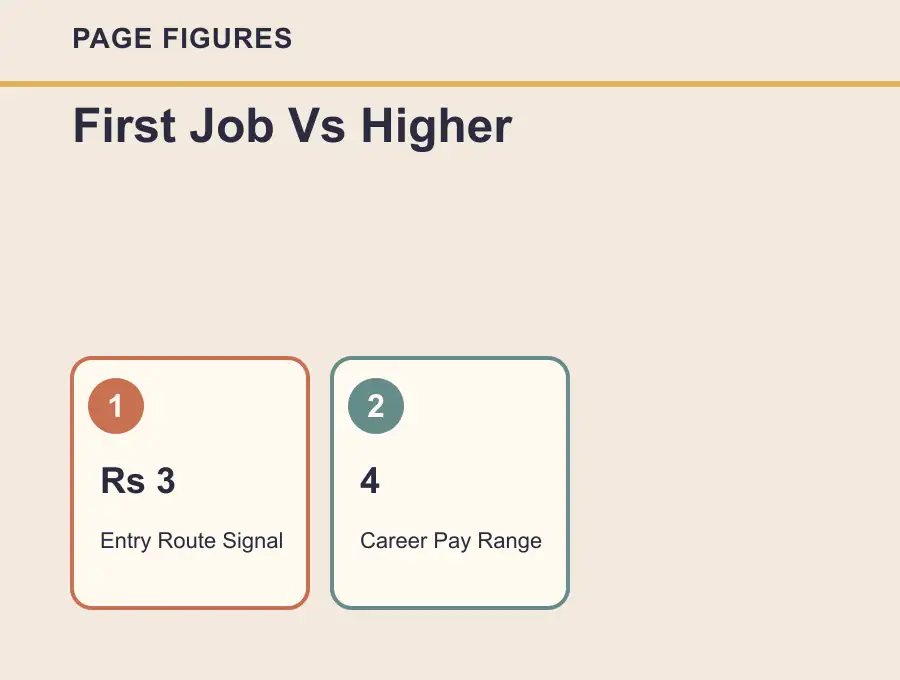 PAGE FIGURES
First Job Vs Higher
1
Rs 3
Entry Route Signal
2
4
Career Pay Range